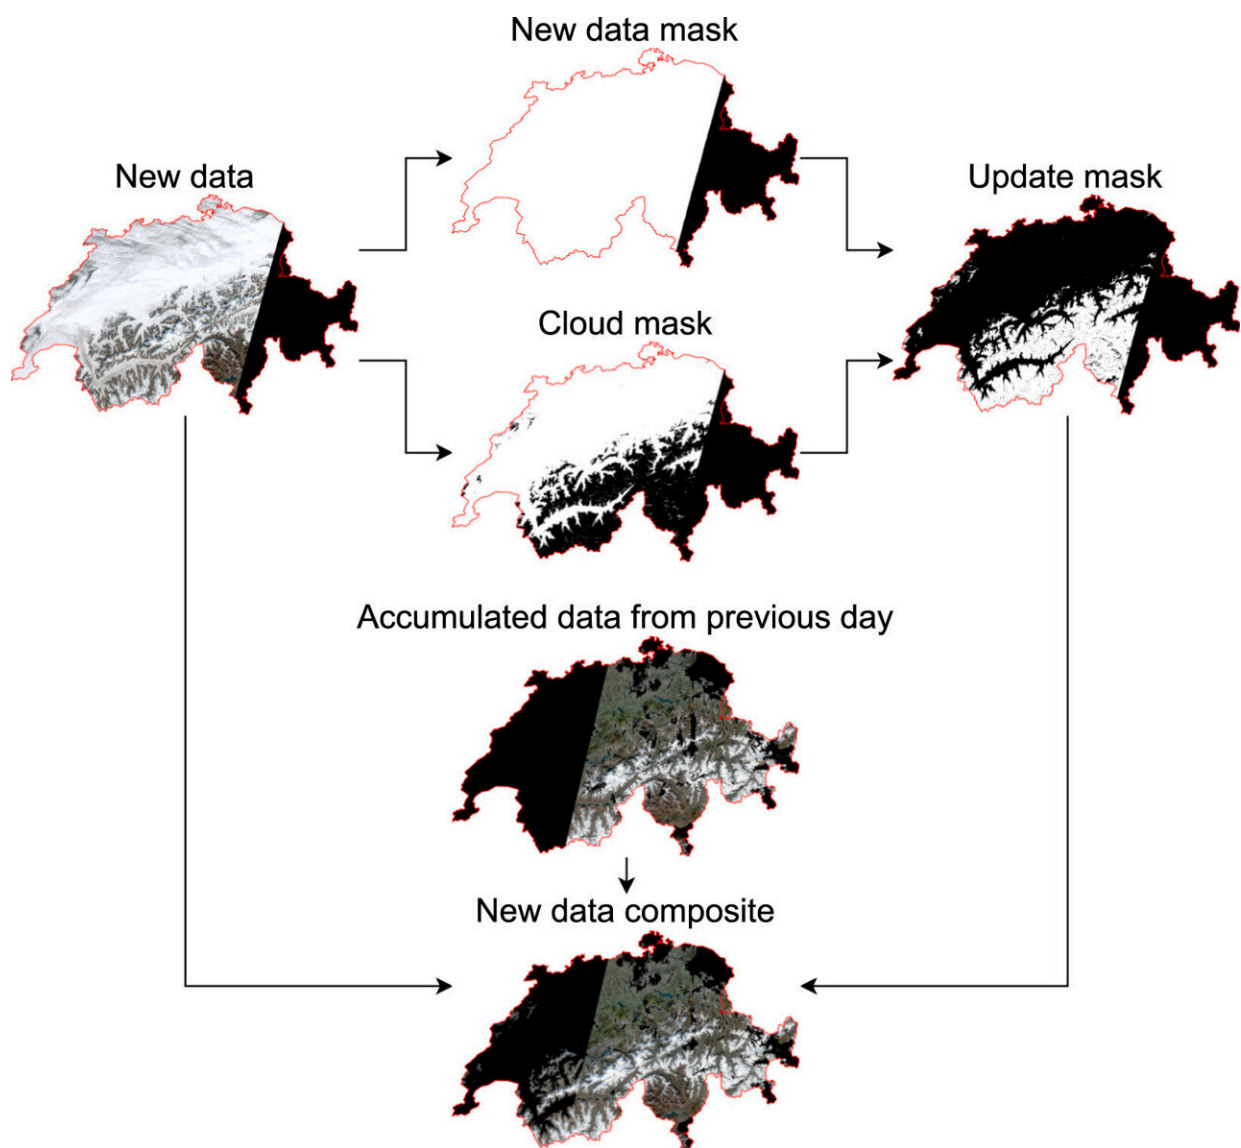 New data mask
New data
Update mask
Cloud mask
Accumulated data from previous day
New data composite